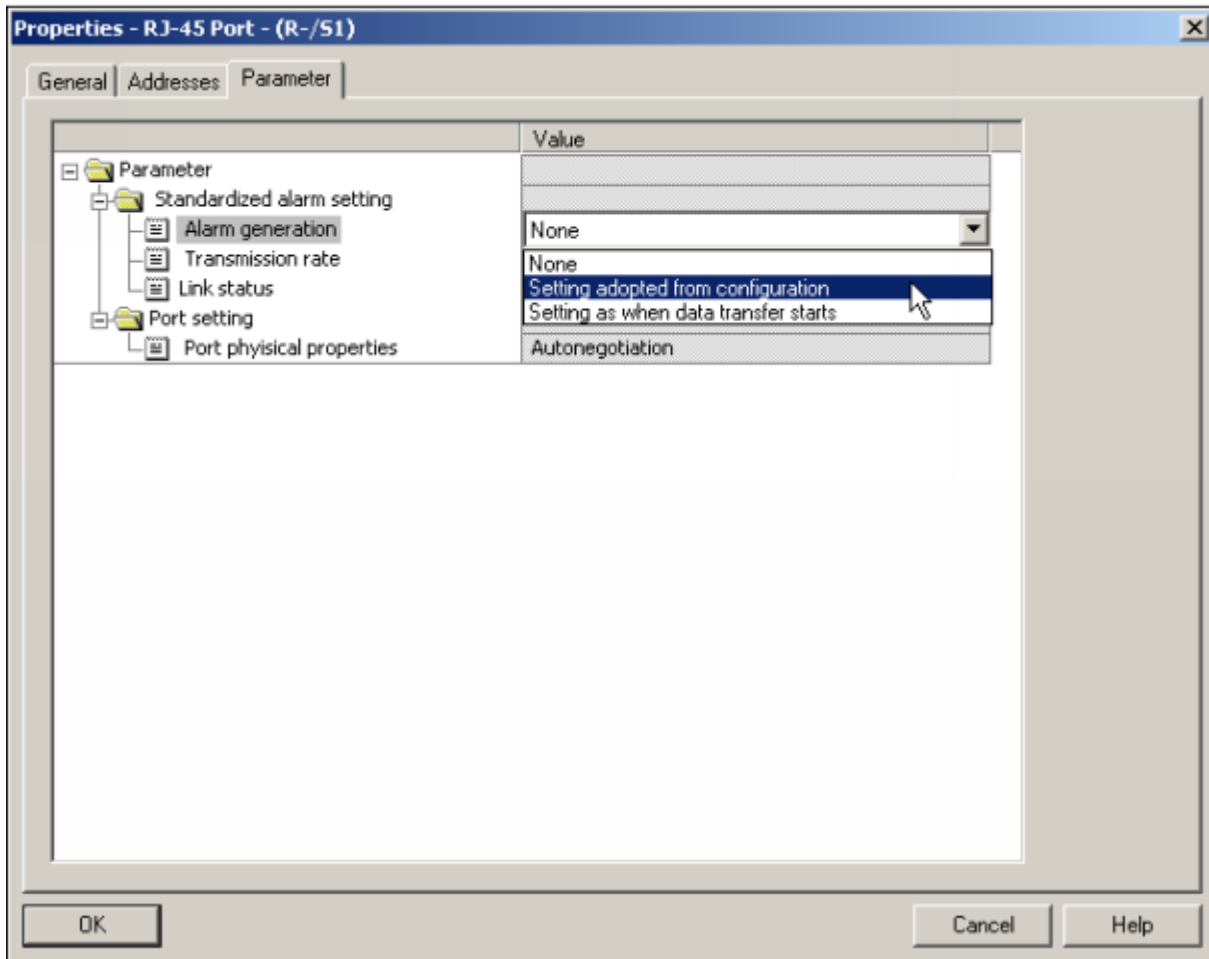 Properties - RJ-45 Port - (R-/S1)
General Addresses Parameter
Value
Parameter
Standardized alarm setting
Alarm generation None
Transmission rate None
Link status Setting adopted from configuration
Setting as when data transfer starts
Port setting
Port phyisical properties Autonegotiation
OK Cancel Help